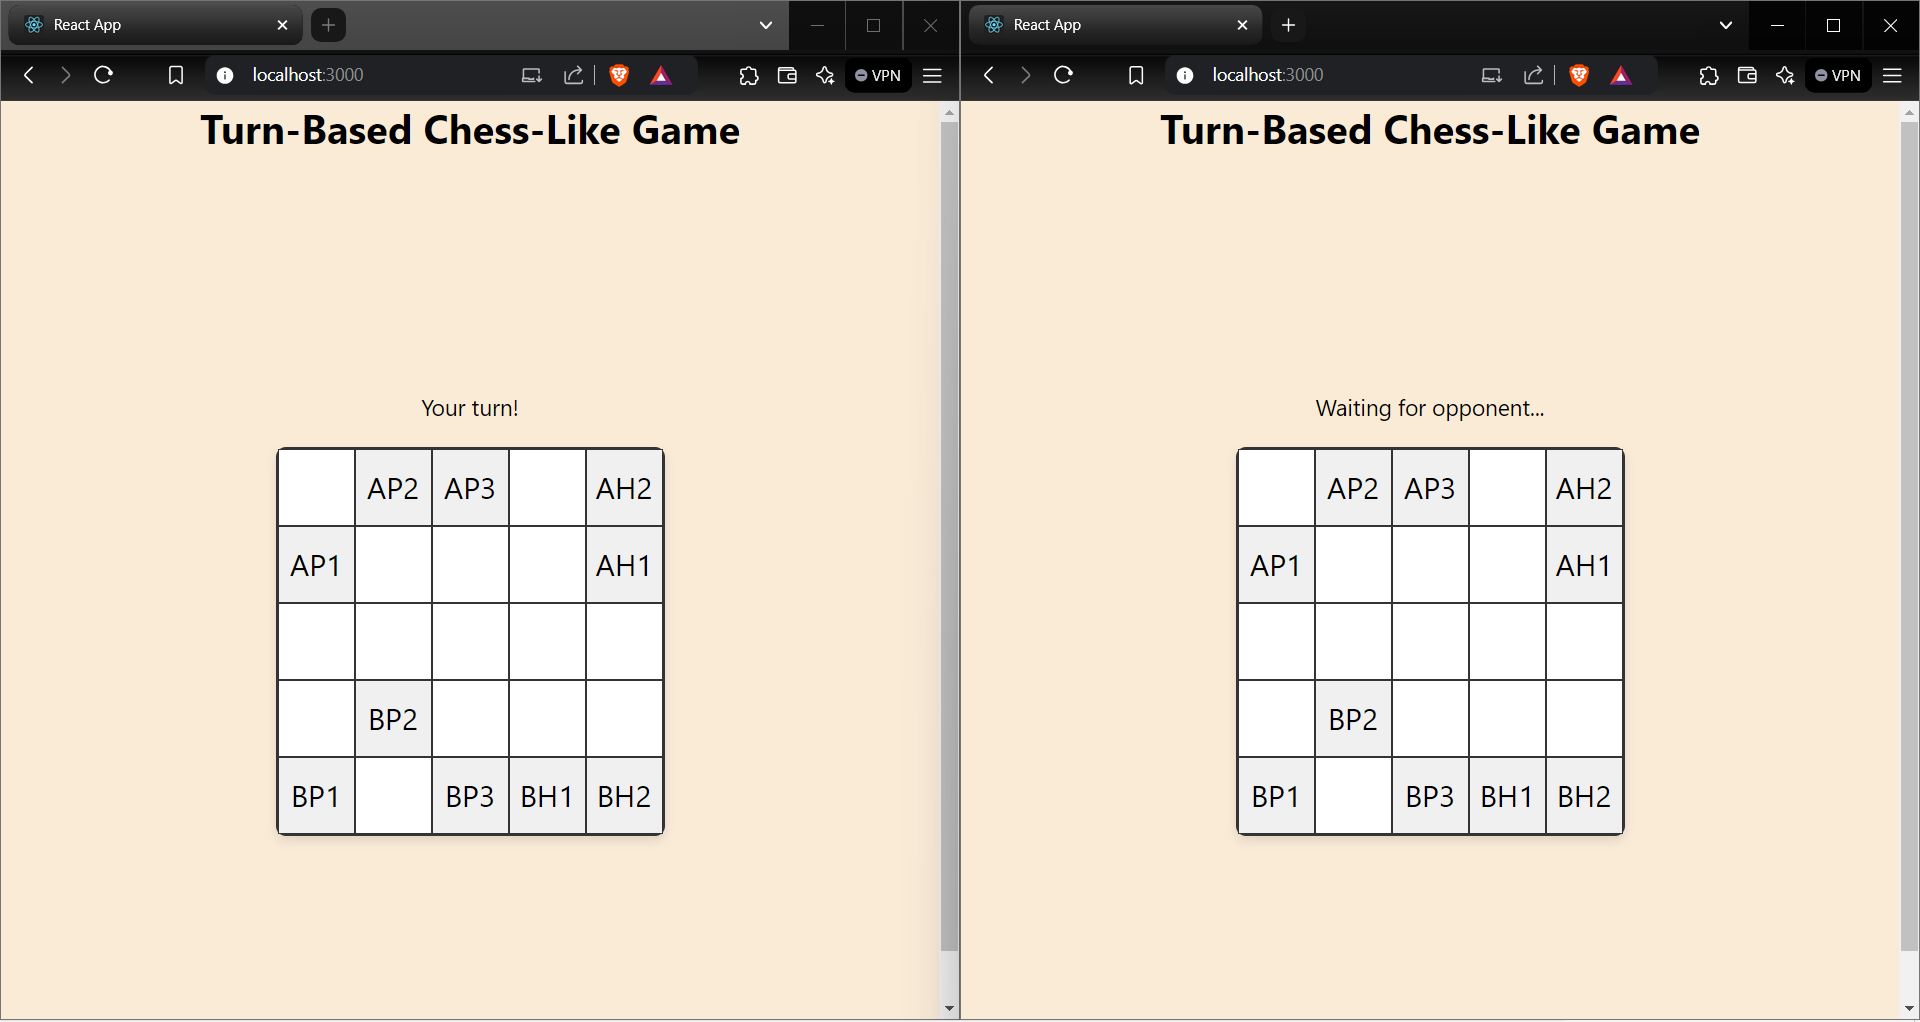 React App
localhost:3000
VPN
Turn-Based Chess-Like Game
Your turn!
AP2 AP3 AH2
AP1 AH1
BP2
BP1 BP3 BH1 BH2
React App
localhost:3000
VPN
Turn-Based Chess-Like Game
Waiting for opponent...
AP2 AP3 AH2
AP1 AH1
BP2
BP1 BP3 BH1 BH2